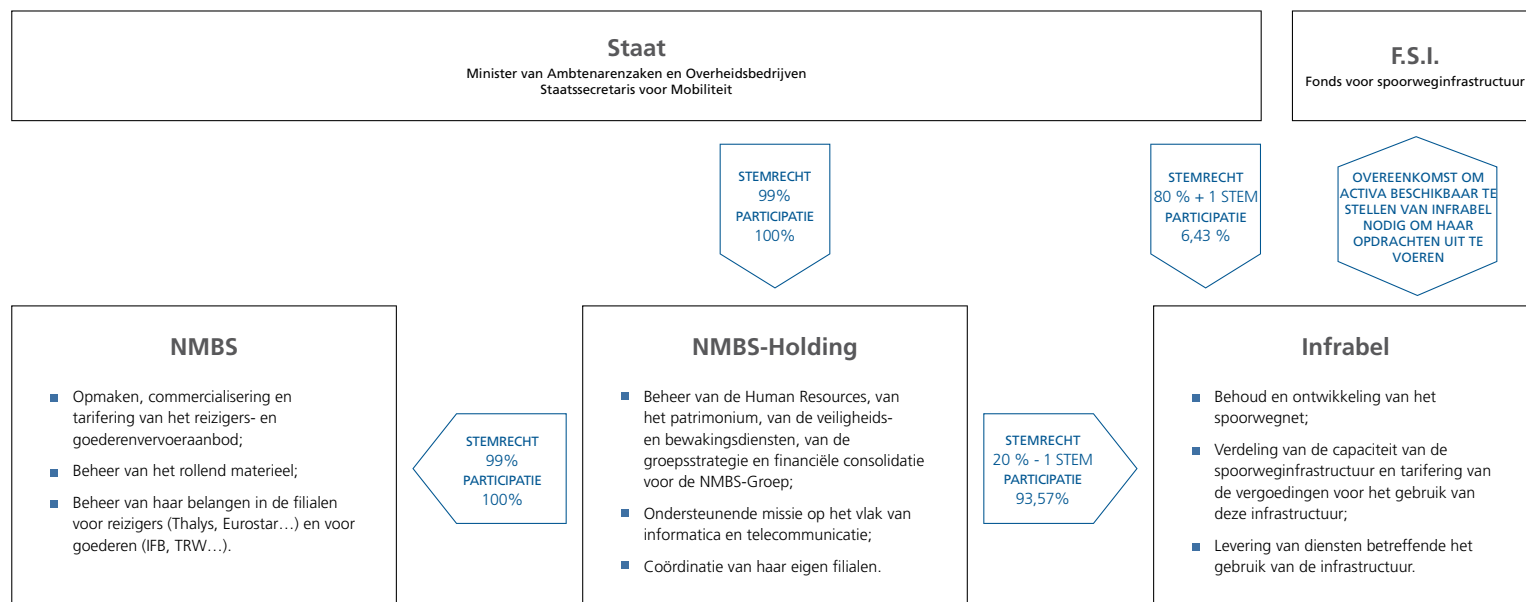 Staat
Minister van Ambtenarenzaken en Overheidsbedrijven
Staatssecretaris voor Mobiliteit
F.S.I.
Fonds voor spoorweginfrastructuur
STEMRECHT
99%
PARTICIPATIE
100%
STEMRECHT
80 % + 1 STEM
PARTICIPATIE
6,43 %
OVEREENKOMST OM
ACTIVA BESCHIKBAAR TE
STELLEN VAN INFRABEL
NODIG OM HAAR
OPDRACHTEN UIT TE
VOEREN
NMBS
Opmaken, commercialisering en
tarifering van het reizigers- en
goederenvervoeraanbod;
Beheer van het rollend materieel;
Beheer van haar belangen in de filialen
voor reizigers (Thalys, Eurostar…) en voor
goederen (IFB, TRW…).
STEMRECHT
99%
PARTICIPATIE
100%
NMBS-Holding
Beheer van de Human Resources, van
het patrimonium, van de veiligheids-
en bewakingsdiensten, van de
groepsstrategie en financiële consolidatie
voor de NMBS-Groep;
Ondersteunende missie op het vlak van
informatica en telecommunicatie;
Coördinatie van haar eigen filialen.
STEMRECHT
20 % - 1 STEM
PARTICIPATIE
93,57%
Infrabel
Behoud en ontwikkeling van het
spoorwegnet;
Verdeling van de capaciteit van de
spoorweginfrastructuur en tarifering van
de vergoedingen voor het gebruik van
deze infrastructuur;
Levering van diensten betreffende het
gebruik van de infrastructuur.